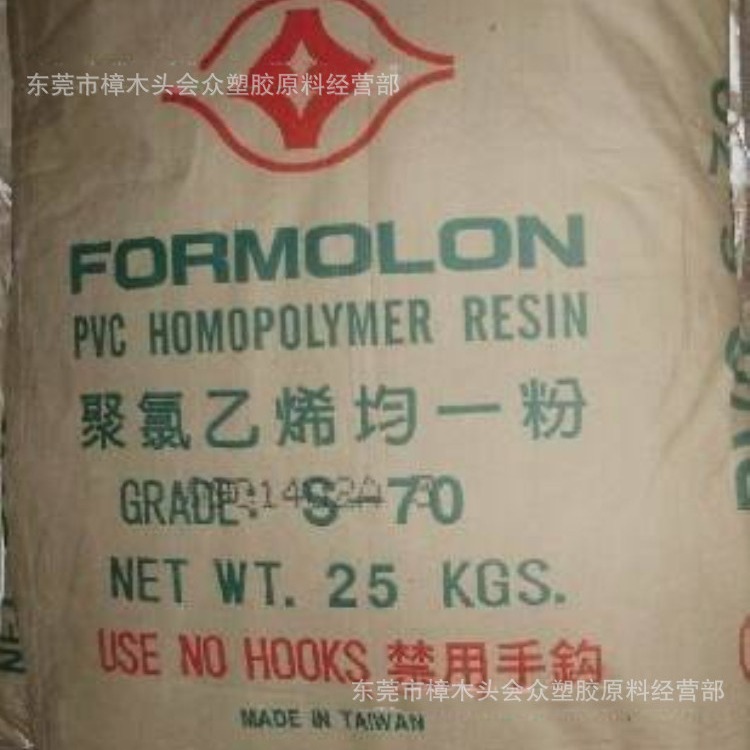 东莞市樟木头会众塑胶原料经营部
FORMOLON
PVC HOMOPOLYMER RESIN
聚氯乙烯均一粉
GRADE: S-70
NET WT. 25 KGS.
USE NO HOOKS 禁用手鈎
东莞市樟木头会众塑胶原料经营部
MADE IN TAIWAN